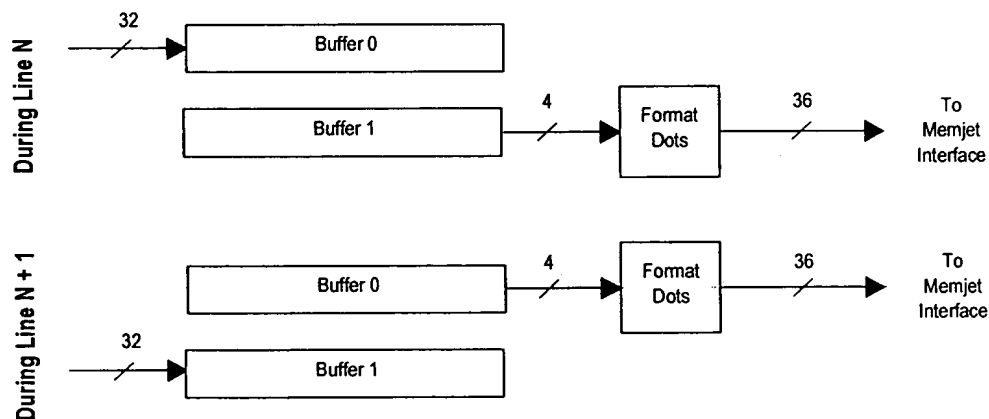 During Line N
32
Buffer 0
Buffer 1
4
Format
Dots
36
To
Memjet
Interface
During Line N + 1
Buffer 0
4
Format
Dots
36
To
Memjet
Interface
32
Buffer 1